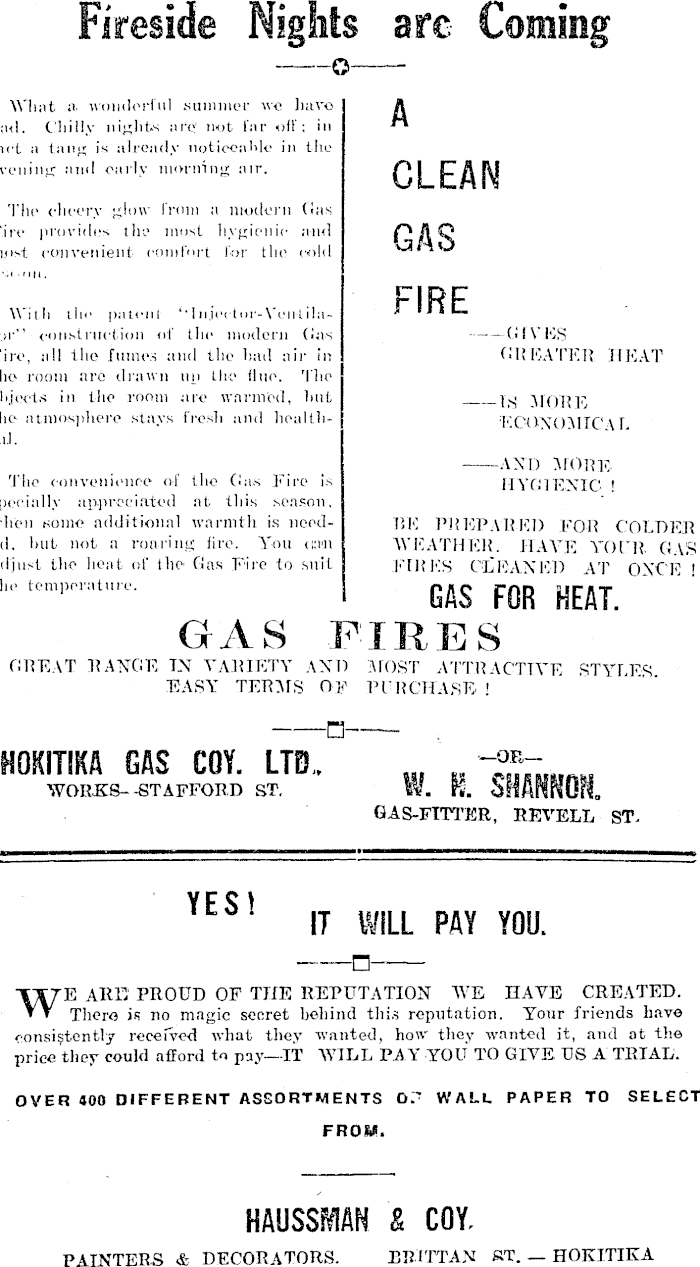 Fireside Nights are Coming
What a wonderful summer we have
ad. Chilly nights are not far off; in
ct a tang is already noticeable in the
vening and early morning air.
The cheery glow from a modern Gas
ire provides the most hygienic and
ost convenient comfort for the cold
ason.
With the patent "Injector-Ventila-
or" construction of the modern Gas
ire, all the fumes and the bad air in
he room are drawn up the flue. The
bjects in the room are warmed, but
he atmosphere stays fresh and health-
ul.
The convenience of the Gas Fire is
pecially appreciated at this season,
hen some additional warmth is need-
d, but not a roaring fire. You can
djust the heat of the Gas Fire to suit
he temperature.
A
CLEAN
GAS
FIRE
——GIVES
GREATER HEAT
——IS MORE
ECONOMICAL
——AND MORE
HYGIENIC!
BE PREPARED FOR COLDER
WEATHER. HAVE YOUR GAS
FIRES CLEANED AT ONCE!
GAS FOR HEAT.
GAS FIRES
GREAT RANGE IN VARIETY AND MOST ATTRACTIVE STYLES.
EASY TERMS OF PURCHASE!
HOKITIKA GAS COY. LTD.,
WORKS--STAFFORD ST.
—OR—
W. H. SHANNON.
GAS-FITTER, REVELL ST.
YES!
IT WILL PAY YOU.
WE ARE PROUD OF THE REPUTATION WE HAVE CREATED.
There is no magic secret behind this reputation. Your friends have
consistently received what they wanted, how they wanted it, and at the
price they could afford to pay—IT WILL PAY YOU TO GIVE US A TRIAL.
OVER 400 DIFFERENT ASSORTMENTS OF WALL PAPER TO SELECT
FROM.
HAUSSMAN & COY.
PAINTERS & DECORATORS. BRITTAN ST. — HOKITIKA